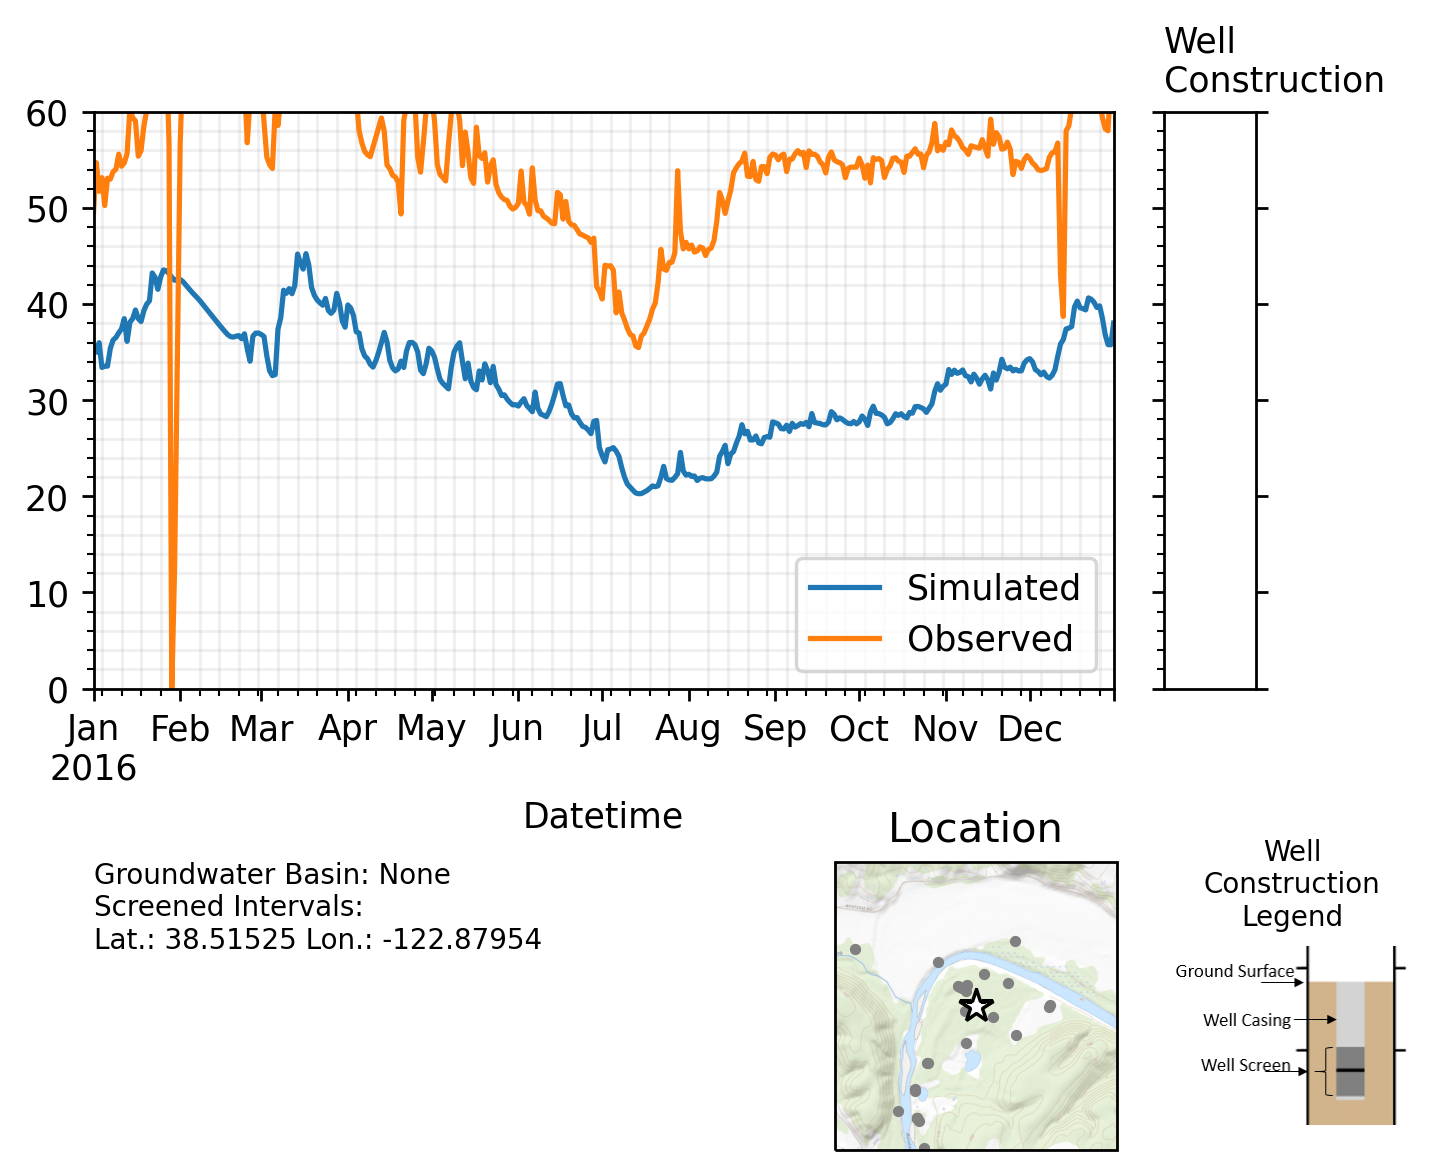 Well
Construction
60
50
40
30
20
10
0
Simulated
Observed
Jan Feb Mar Apr May Jun Jul Aug Sep Oct Nov Dec
2016
Datetime
Groundwater Basin: None
Screened Intervals:
Lat.: 38.51525 Lon.: -122.87954
Location
Well
Construction
Legend
Ground Surface
Well Casing
Well Screen